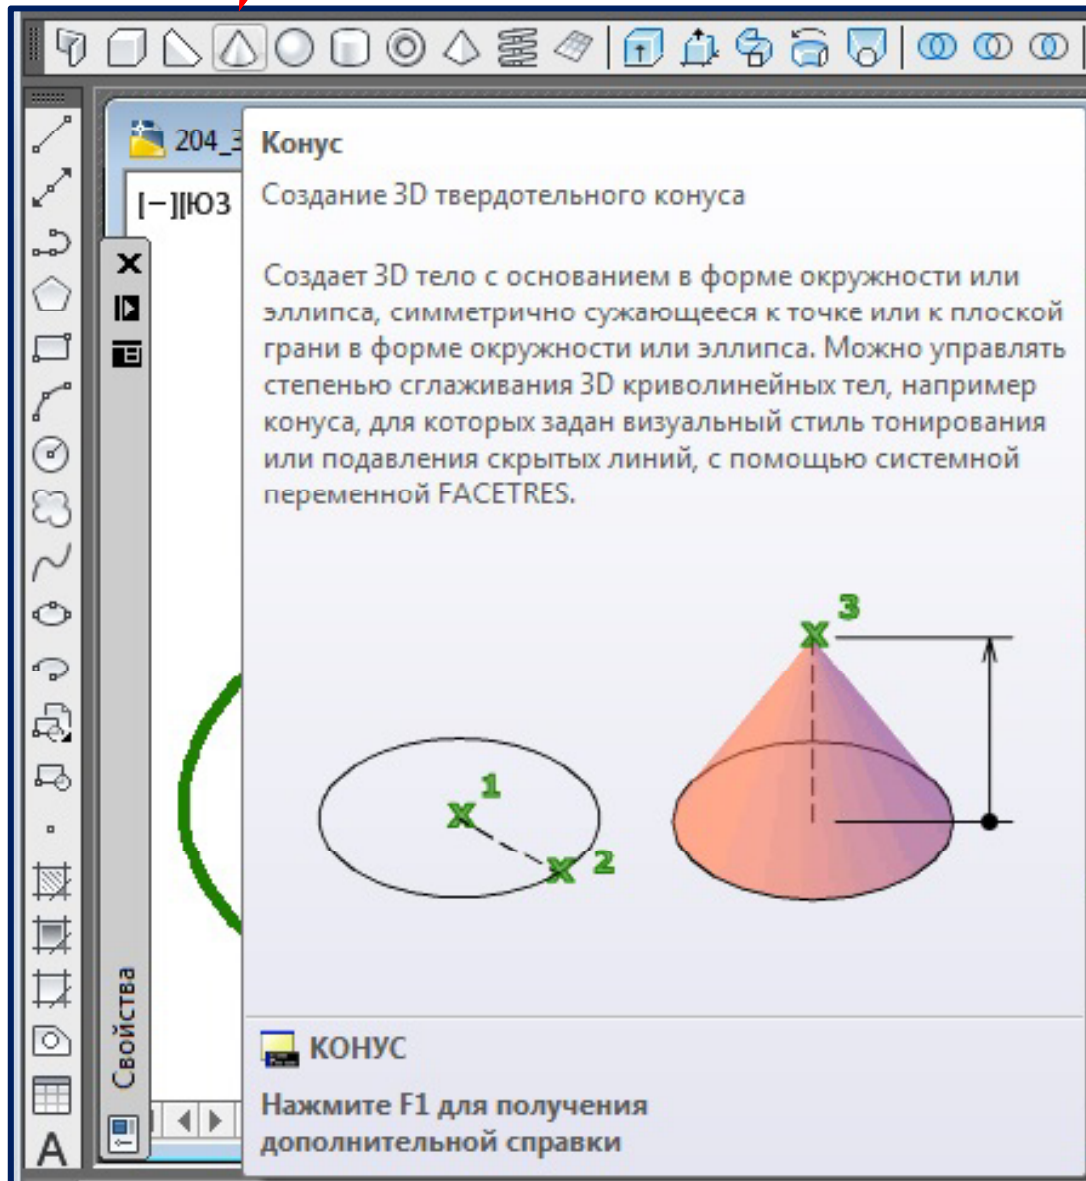 204_3
[–][ЮЗ
Конус
Создание 3D твердотельного конуса
Создает 3D тело с основанием в форме окружности или
эллипса, симметрично сужающееся к точке или к плоской
грани в форме окружности или эллипса. Можно управлять
степенью сглаживания 3D криволинейных тел, например
конуса, для которых задан визуальный стиль тонирования
или подавления скрытых линий, с помощью системной
переменной FACETRES.
1
2
3
Свойства
A
КОНУС
Нажмите F1 для получения
дополнительной справки